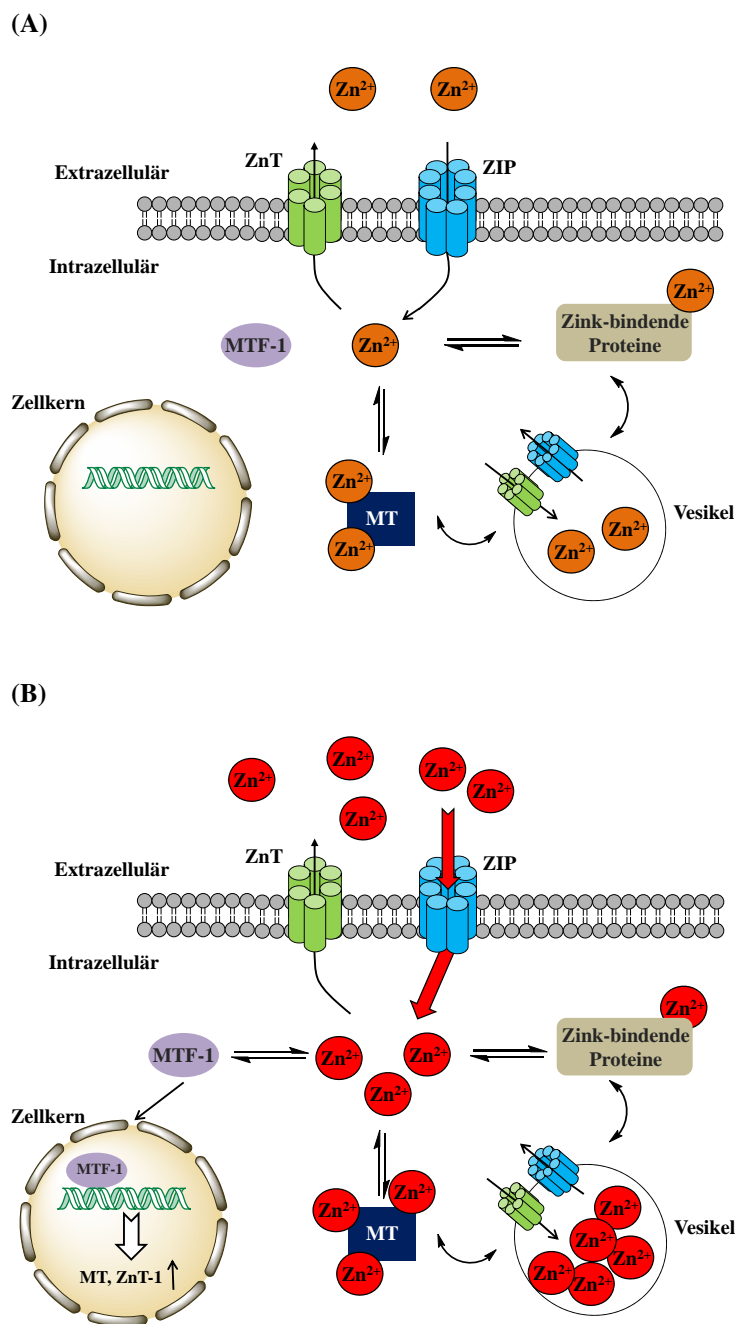 (A)
Zn²⁺
Zn²⁺
ZnT
ZIP
Extrazellulär
Intrazellulär
Zn²⁺
MTF-1
Zn²⁺
Zink-bindende
Proteine
Zellkern
Zn²⁺
MT
Zn²⁺
Zn²⁺
Zn²⁺
Vesikel
(B)
Zn²⁺
Zn²⁺
Zn²⁺
Zn²⁺
Zn²⁺
ZnT
ZIP
Extrazellulär
Intrazellulär
Zn²⁺
MTF-1
Zn²⁺
Zn²⁺
Zn²⁺
Zink-bindende
Proteine
Zellkern
MTF-1
MT, ZnT-1
Zn²⁺
Zn²⁺
MT
Zn²⁺
Zn²⁺
Zn²⁺
Zn²⁺
Zn²⁺
Zn²⁺
Vesikel